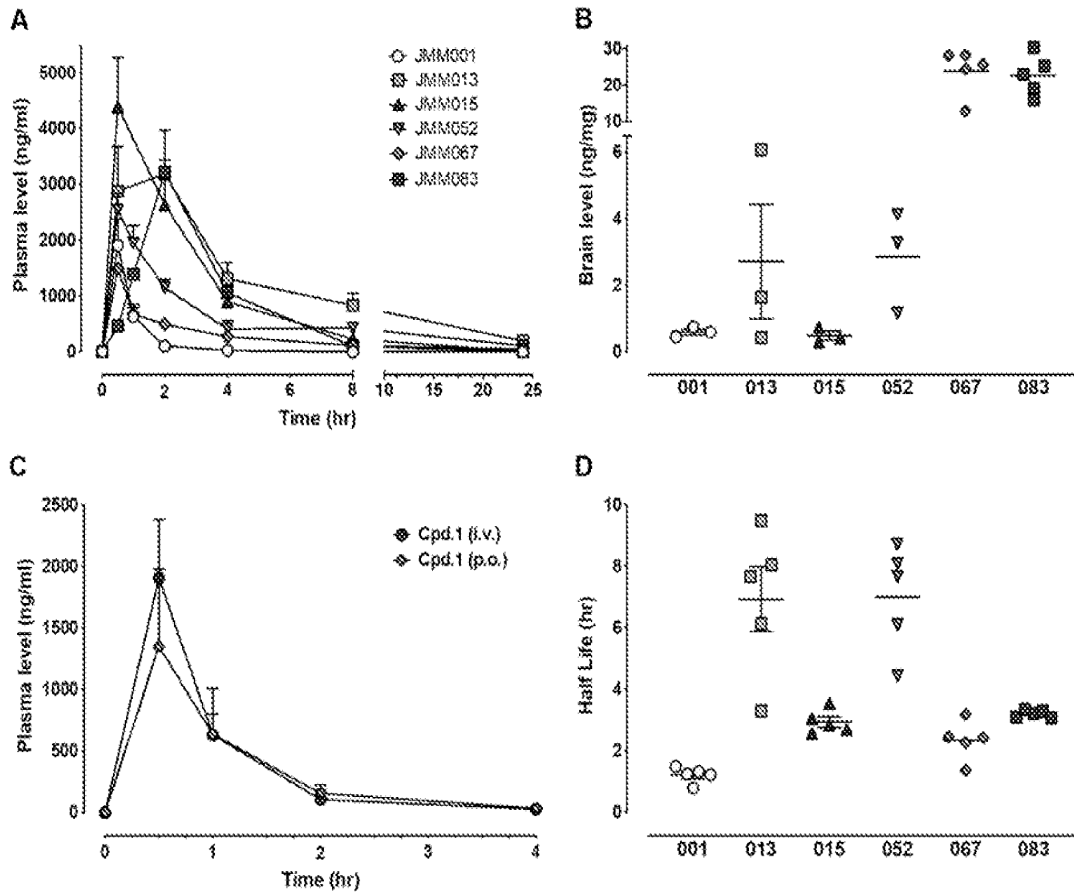 A
Plasma level (ng/ml)
5000
4000
3000
2000
1000
0
JMM001
JMM013
JMM015
JMM052
JMM067
JMM083
0 2 4 6 8 10 15 20 25
Time (hr)
B
Brain level (ng/mg)
30
20
10
6
4
2
0
001 013 015 052 067 083
C
Plasma level (ng/ml)
2500
2000
1500
1000
500
0
Cpd.1 (i.v.)
Cpd.1 (p.o.)
0 1 2 3 4
Time (hr)
D
Half Life (hr)
10
8
6
4
2
0
001 013 015 052 067 083